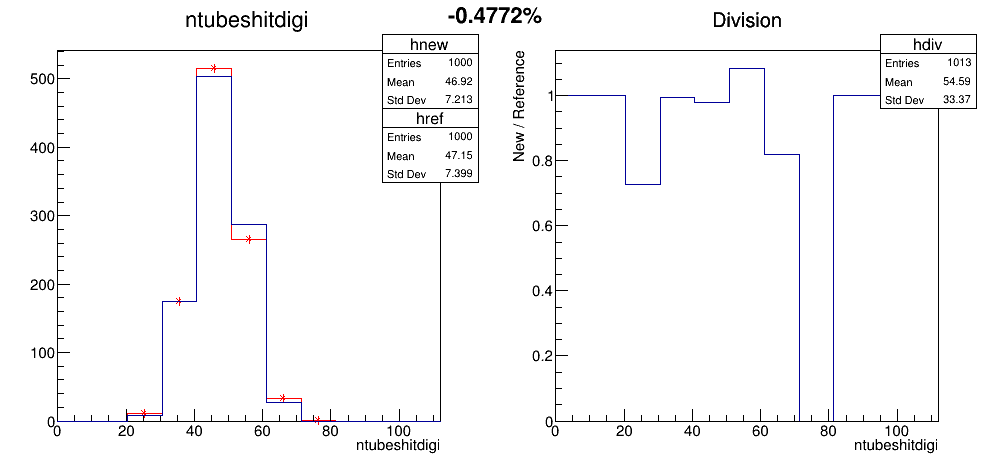 ntubeshitdigi
-0.4772%
Division
hnew
Entries 1000
Mean 46.92
Std Dev 7.213
href
Entries 1000
Mean 47.15
Std Dev 7.399
500
400
300
200
100
0
0 20 40 60 80 100
ntubeshitdigi
hdiv
Entries 1013
Mean 54.59
Std Dev 33.37
New / Reference
1
0.8
0.6
0.4
0.2
0
0 20 40 60 80 100
ntubeshitdigi